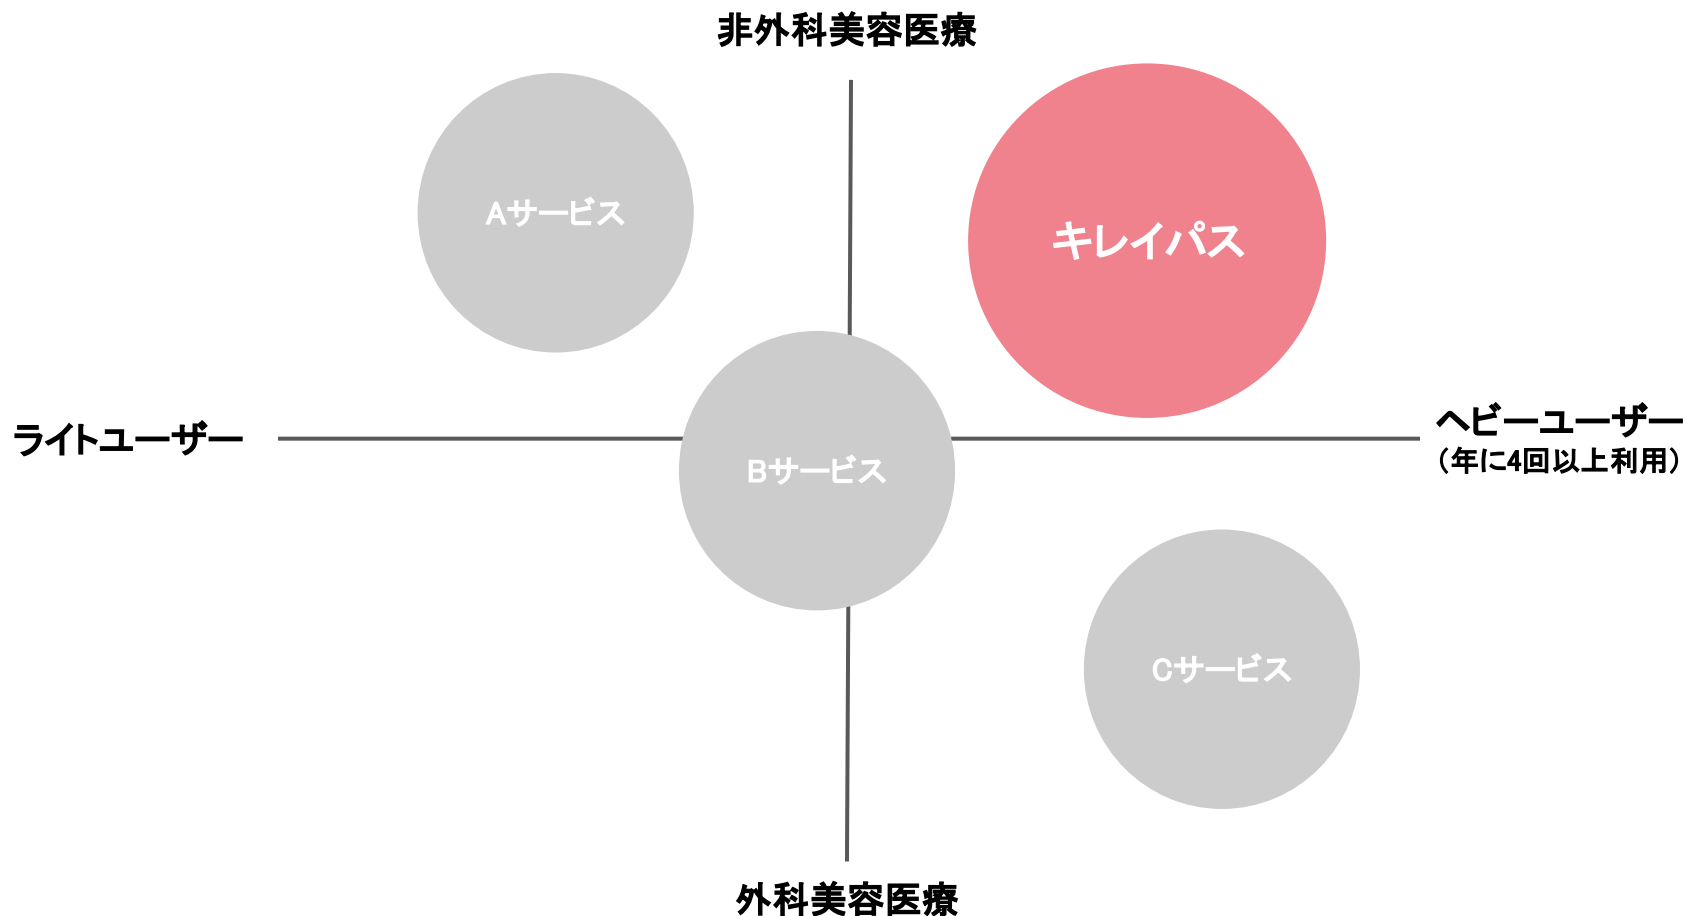 非外科美容医療
Aサービス
キレイパス
ライトユーザー
ヘビーユーザー
（年に4回以上利用）
Bサービス
Cサービス
外科美容医療